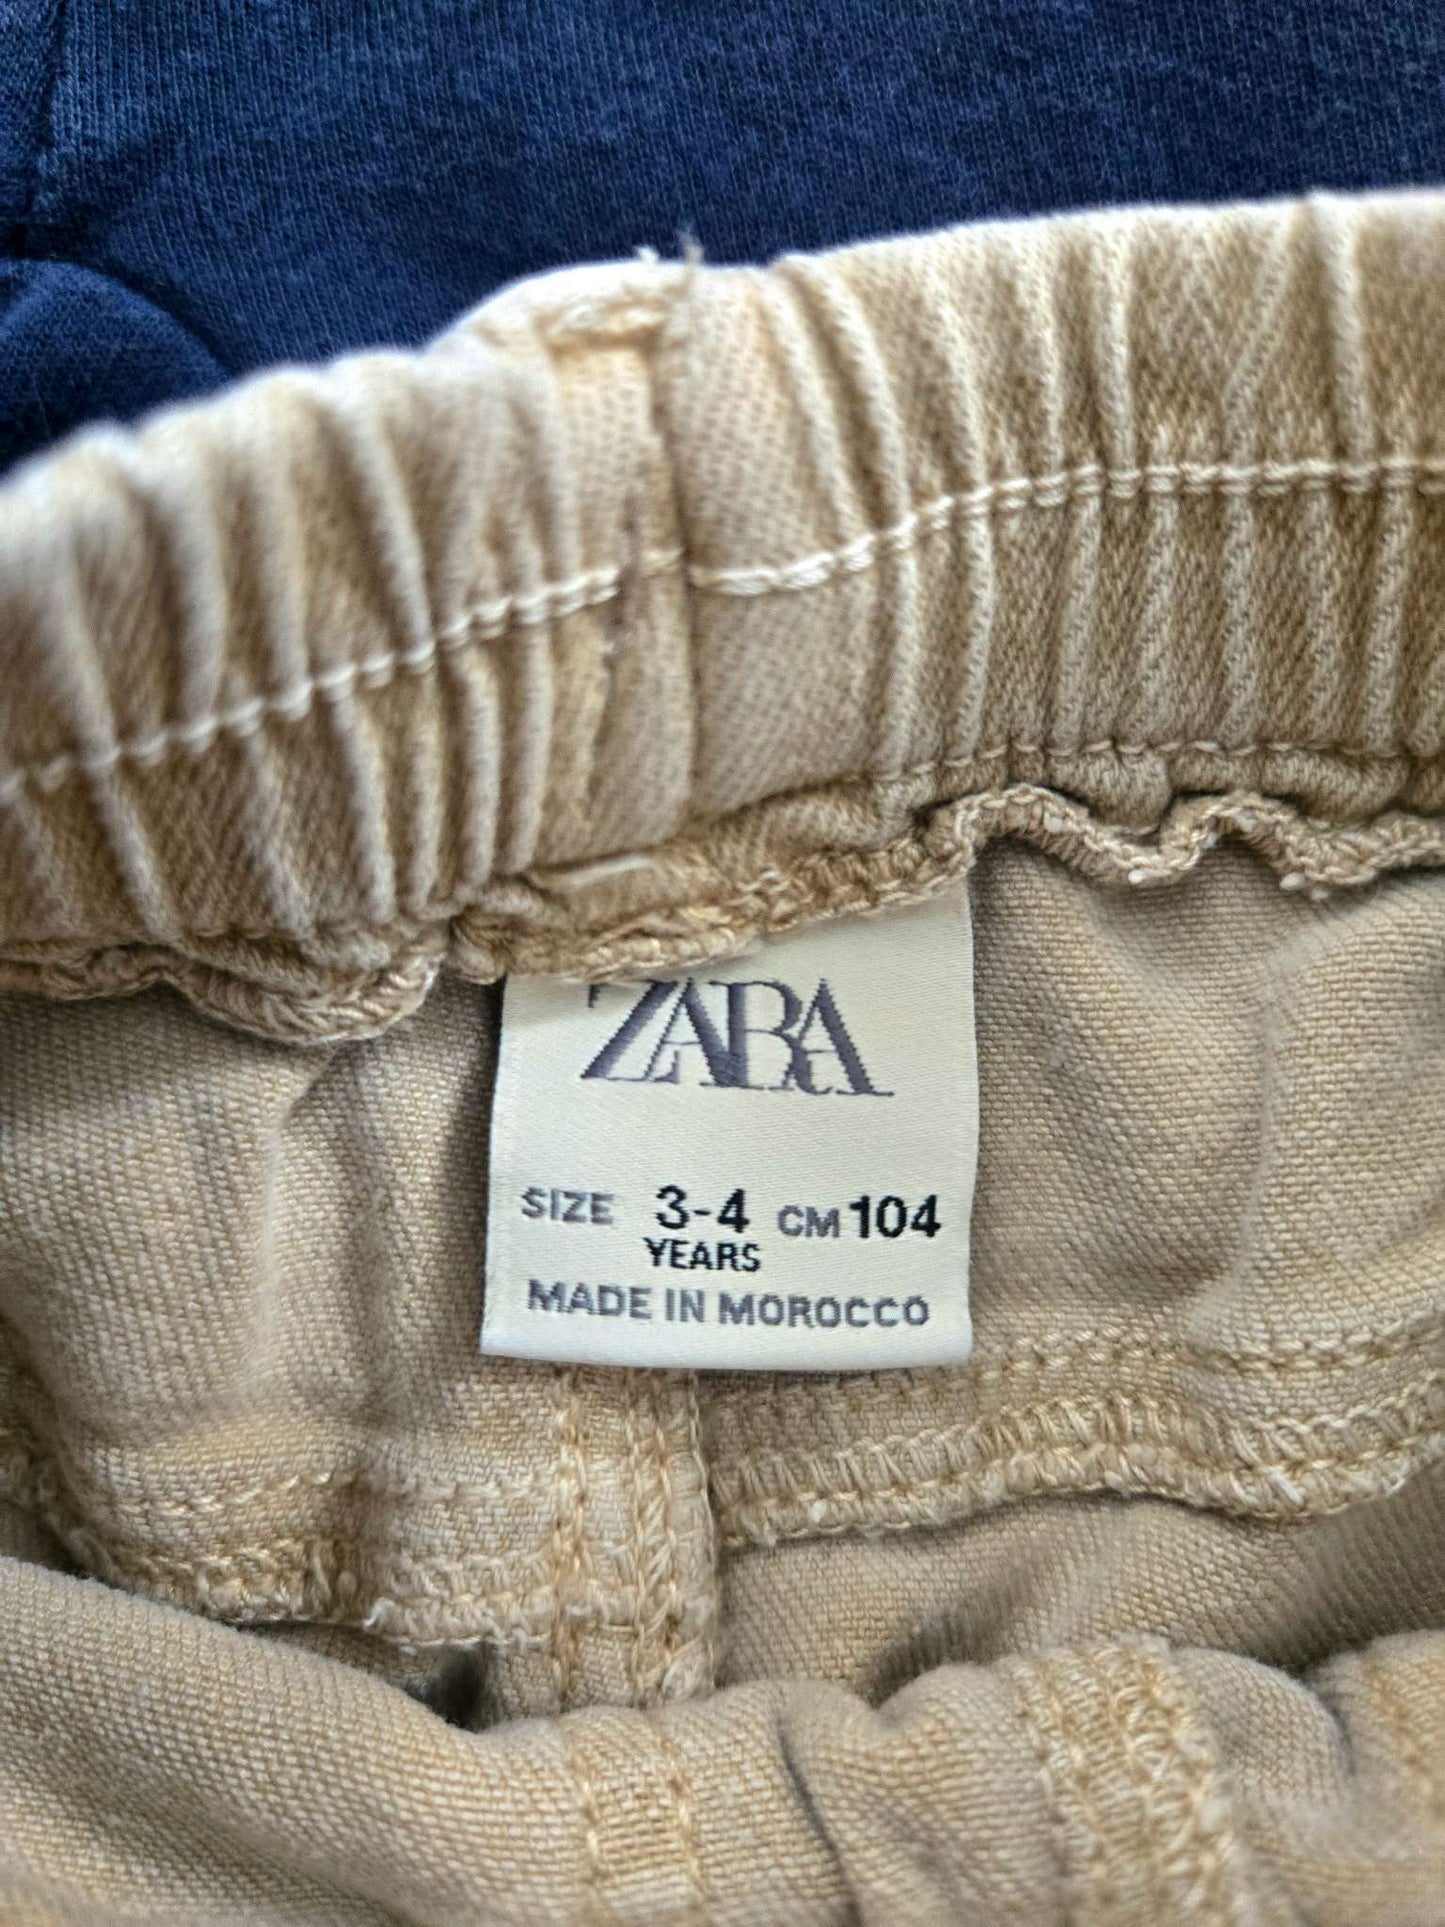 ZARA
SIZE 3-4 CM 104
YEARS
MADE IN MOROCCO